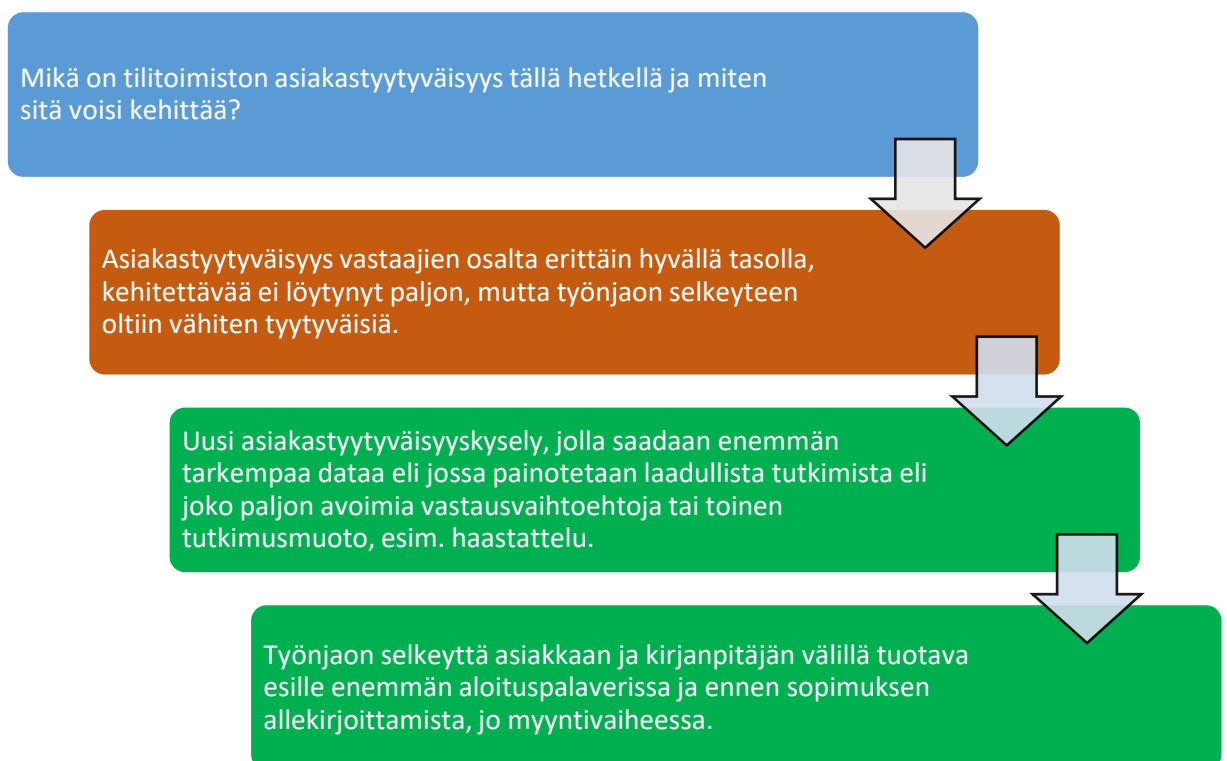 Mikä on tilitoimiston asiakastyytyväisyys tällä hetkellä ja miten
sitä voisi kehittää?
Asiakastyytyväisyys vastaajien osalta erittäin hyvällä tasolla,
kehitettävää ei löytynyt paljon, mutta työnjaon selkeyteen
oltiin vähiten tyytyväisiä.
Uusi asiakastyytyväisyyskysely, jolla saadaan enemmän
tarkempaa dataa eli jossa painotetaan laadullista tutkimista eli
joko paljon avoimia vastausvaihtoehtoja tai toinen
tutkimusmuoto, esim. haastattelu.
Työnjaon selkeyttä asiakkaan ja kirjanpitäjän välillä tuotava
esille enemmän aloituspalaverissa ja ennen sopimuksen
allekirjoittamista, jo myyntivaiheessa.